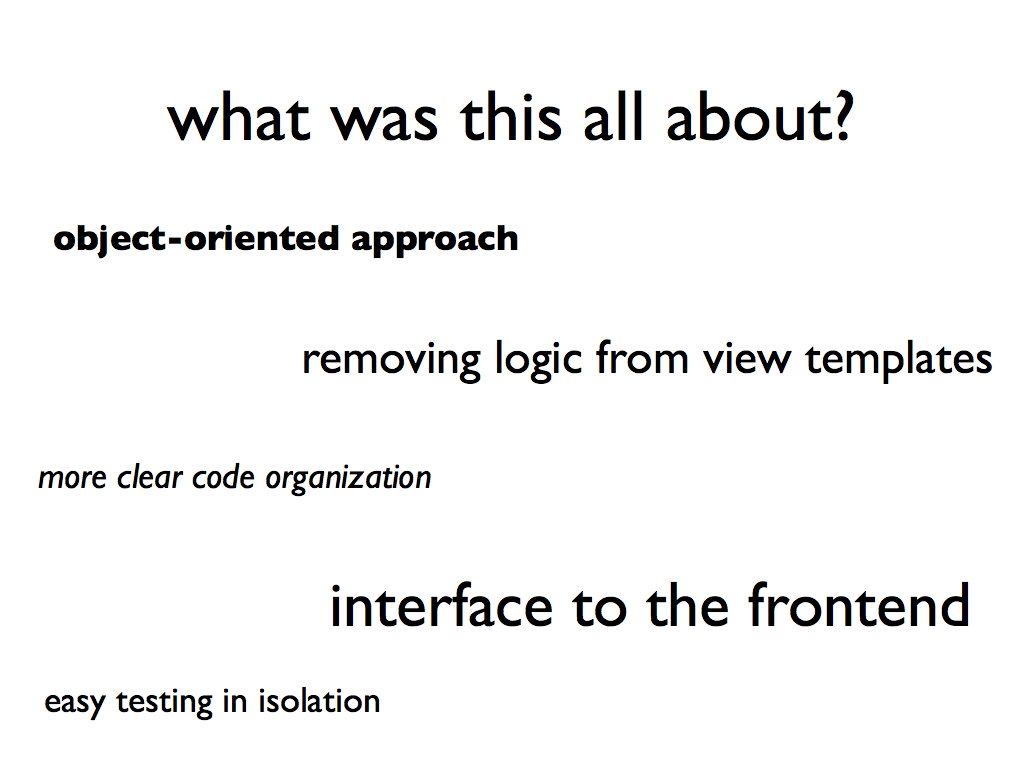 what was this all about?
object-oriented approach
removing logic from view templates
more clear code organization
interface to the frontend
easy testing in isolation